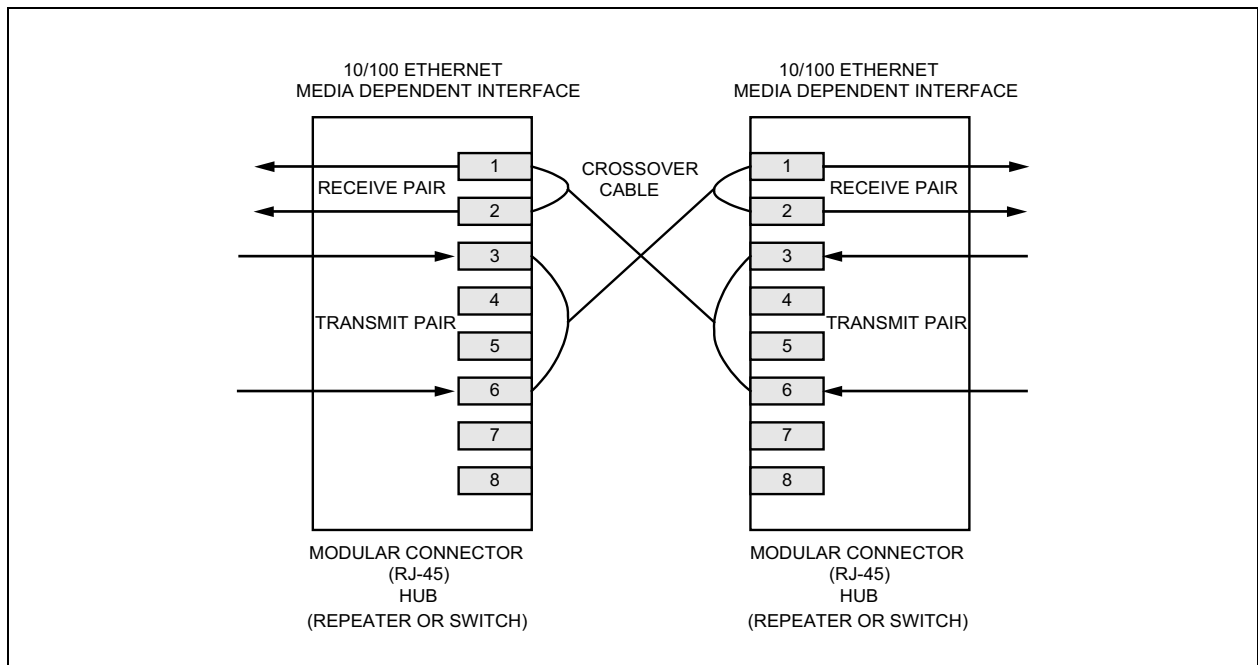 10/100 ETHERNET
MEDIA DEPENDENT INTERFACE
10/100 ETHERNET
MEDIA DEPENDENT INTERFACE
1
RECEIVE PAIR
2
3
4
TRANSMIT PAIR
5
6
7
8
CROSSOVER
CABLE
1
RECEIVE PAIR
2
3
4
TRANSMIT PAIR
5
6
7
8
MODULAR CONNECTOR
(RJ-45)
HUB
(REPEATER OR SWITCH)
MODULAR CONNECTOR
(RJ-45)
HUB
(REPEATER OR SWITCH)